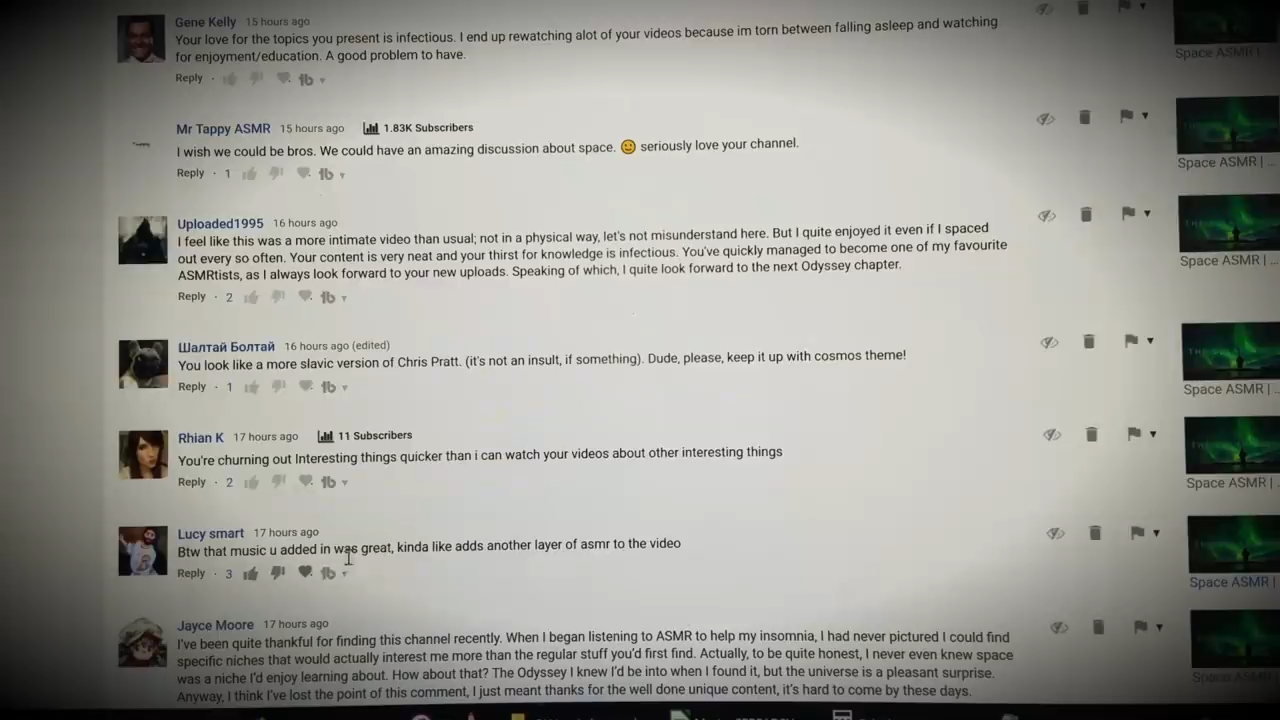 Gene Kelly 15 hours ago
Your love for the topics you present is infectious. I end up rewatching alot of your videos because im torn between falling asleep and watching
for enjoyment/education. A good problem to have.
Reply
Space ASMR | ...
Mr Tappy ASMR 15 hours ago 1.83K Subscribers
I wish we could be bros. We could have an amazing discussion about space. 🙂 seriously love your channel.
Reply · 1
Space ASMR | ...
Uploaded1995 16 hours ago
I feel like this was a more intimate video than usual; not in a physical way, let's not misunderstand here. But I quite enjoyed it even if I spaced
out every so often. Your content is very neat and your thirst for knowledge is infectious. You've quickly managed to become one of my favourite
ASMRtists, as I always look forward to your new uploads. Speaking of which, I quite look forward to the next Odyssey chapter.
Reply · 2
Space ASMR | ...
Шалтай Болтай 16 hours ago (edited)
You look like a more slavic version of Chris Pratt. (it's not an insult, if something). Dude, please, keep it up with cosmos theme!
Reply · 1
Space ASMR | ...
Rhian K 17 hours ago 11 Subscribers
You're churning out Interesting things quicker than i can watch your videos about other interesting things
Reply · 2
Space ASMR |
Lucy smart 17 hours ago
Btw that music u added in was great, kinda like adds another layer of asmr to the video
Reply · 3
Space ASMR |
Jayce Moore 17 hours ago
I've been quite thankful for finding this channel recently. When I began listening to ASMR to help my insomnia, I had never pictured I could find
specific niches that would actually interest me more than the regular stuff you'd first find. Actually, to be quite honest, I never even knew space
was a niche I'd enjoy learning about. How about that? The Odyssey I knew I'd be into when I found it, but the universe is a pleasant surprise.
Anyway, I think I've lost the point of this comment, I just meant thanks for the well done unique content, it's hard to come by these days.
Space ASMR |